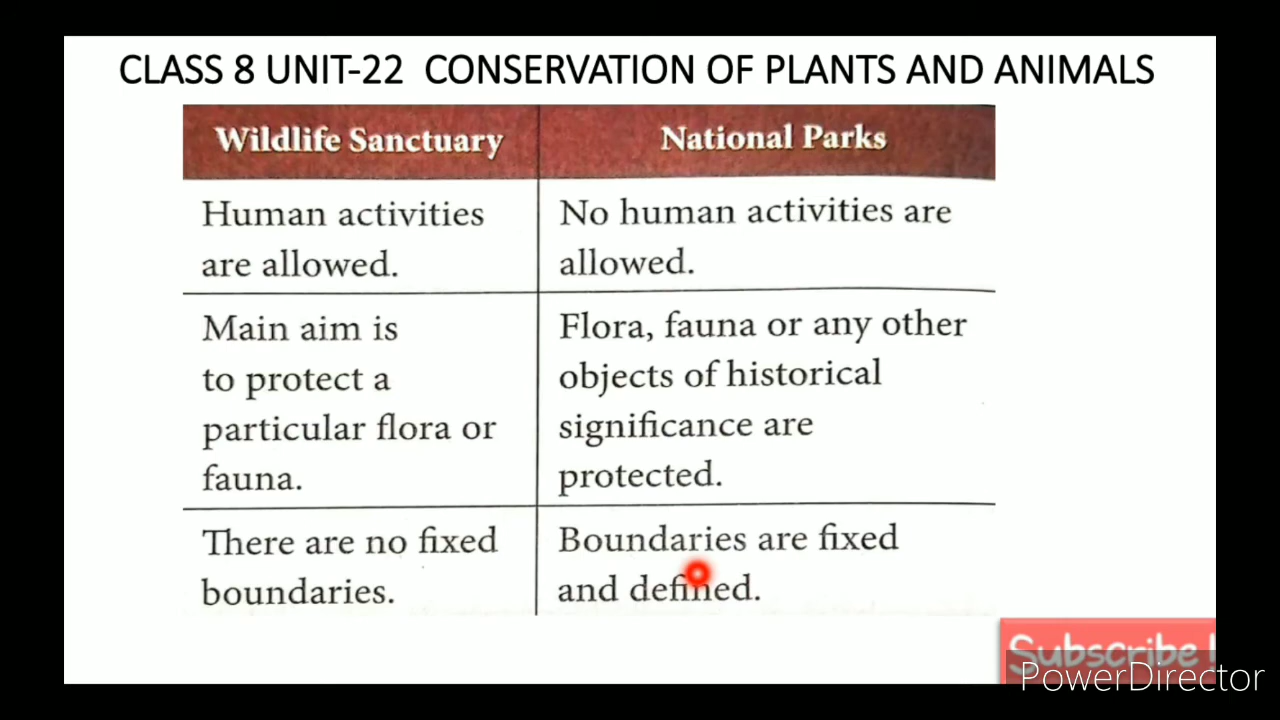 CLASS 8 UNIT-22 CONSERVATION OF PLANTS AND ANIMALS
Wildlife Sanctuary
National Parks
Human activities
are allowed.
No human activities are
allowed.
Main aim is
to protect a
particular flora or
fauna.
Flora, fauna or any other
objects of historical
significance are
protected.
There are no fixed
boundaries.
Boundaries are fixed
and defined.
Subscribe !
PowerDirector